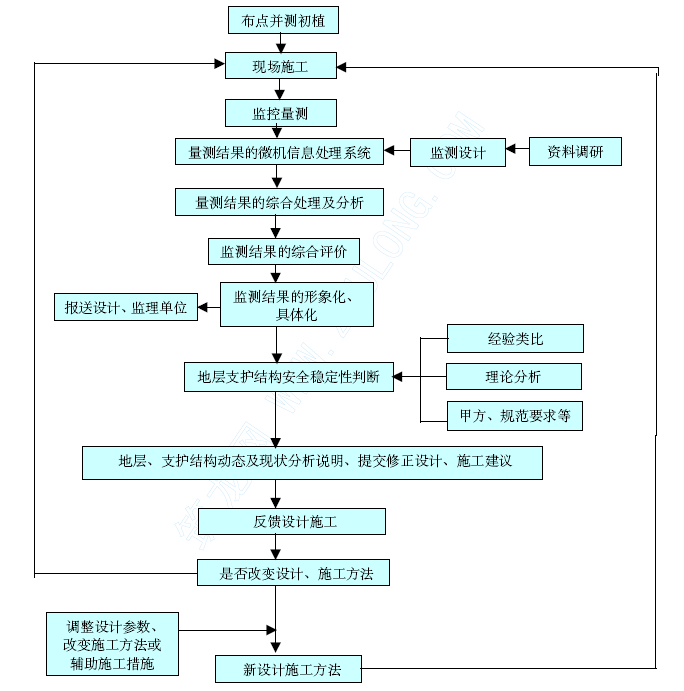 布点并测初植
现场施工
监控量测
量测结果的微机信息处理系统
监测设计
资料调研
量测结果的综合处理及分析
监测结果的综合评价
监测结果的形象化、
具体化
报送设计、监理单位
经验类比
地层支护结构安全稳定性判断
理论分析
甲方、规范要求等
地层、支护结构动态及现状分析说明、提交修正设计、施工建议
反馈设计施工
是否改变设计、施工方法
调整设计参数、
改变施工方法或
辅助施工措施
新设计施工方法